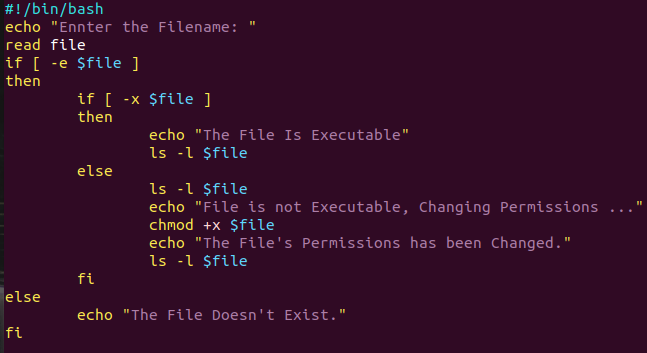 #!/bin/bash
echo "Ennter the Filename: "
read file
if [ -e $file ]
then
        if [ -x $file ]
        then
                echo "The File Is Executable"
                ls -l $file
        else
                ls -l $file
                echo "File is not Executable, Changing Permissions ..."
                chmod +x $file
                echo "The File's Permissions has been Changed."
                ls -l $file
        fi
else
        echo "The File Doesn't Exist."
fi